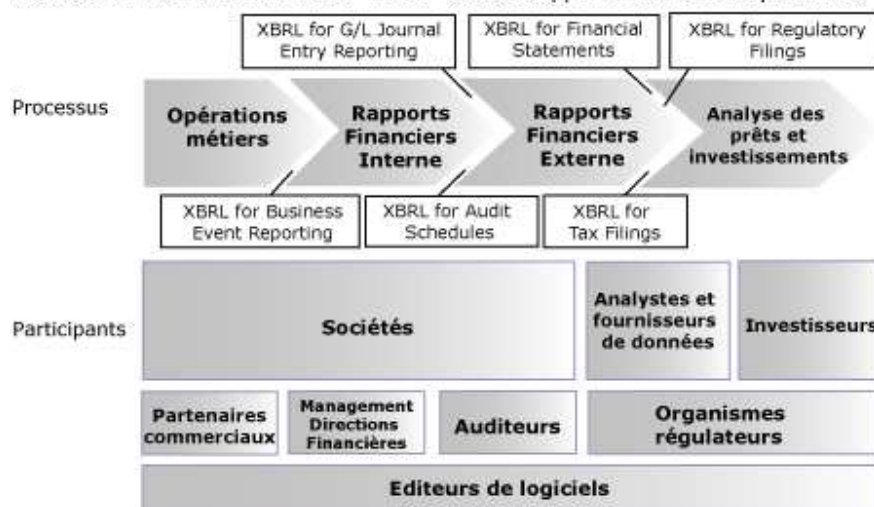 XBRL for G/L Journal
Entry Reporting
XBRL for Financial
Statements
XBRL for Regulatory
Filings
Processus
Opérations
métiers
Rapports
Financiers
Interne
Rapports
Financiers
Externe
Analyse des
prêts et
investissements
XBRL for Business
Event Reporting
XBRL for Audit
Schedules
XBRL for
Tax Filings
Participants
Sociétés
Analystes et
fournisseurs
de données
Investisseurs
Partenaires
commerciaux
Management
Directions
Financières
Auditeurs
Organismes
régulateurs
Editeurs de logiciels